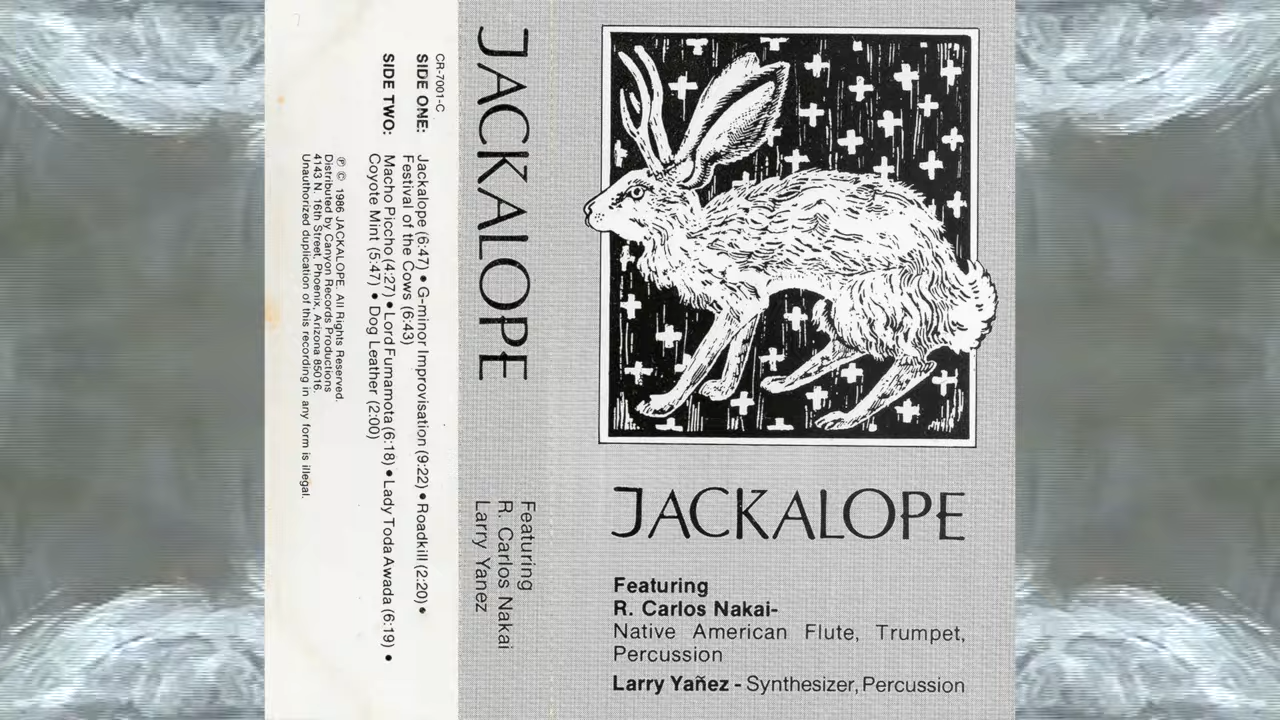 CR-7001-C
SIDE ONE: Jackalope (6:47) • G-minor Improvisation (9:22) • Roadkill (2:20) •
Festival of the Cows (6:43)
SIDE TWO: Macho Piccho (4:27) • Lord Fumamota (6:18) • Lady Toda Awada (6:19) •
Coyote Mint (5:47) • Dog Leather (2:00)
℗ © 1986 JACKALOPE. All Rights Reserved.
Distributed by Canyon Records Productions
4143 N. 16th Street, Phoenix, Arizona 85016.
Unauthorized duplication of this recording in any form is illegal.
JACKALOPE
Featuring
R. Carlos Nakai
Larry Yanez
JACKALOPE
Featuring
R. Carlos Nakai-
Native American Flute, Trumpet,
Percussion
Larry Yañez - Synthesizer, Percussion